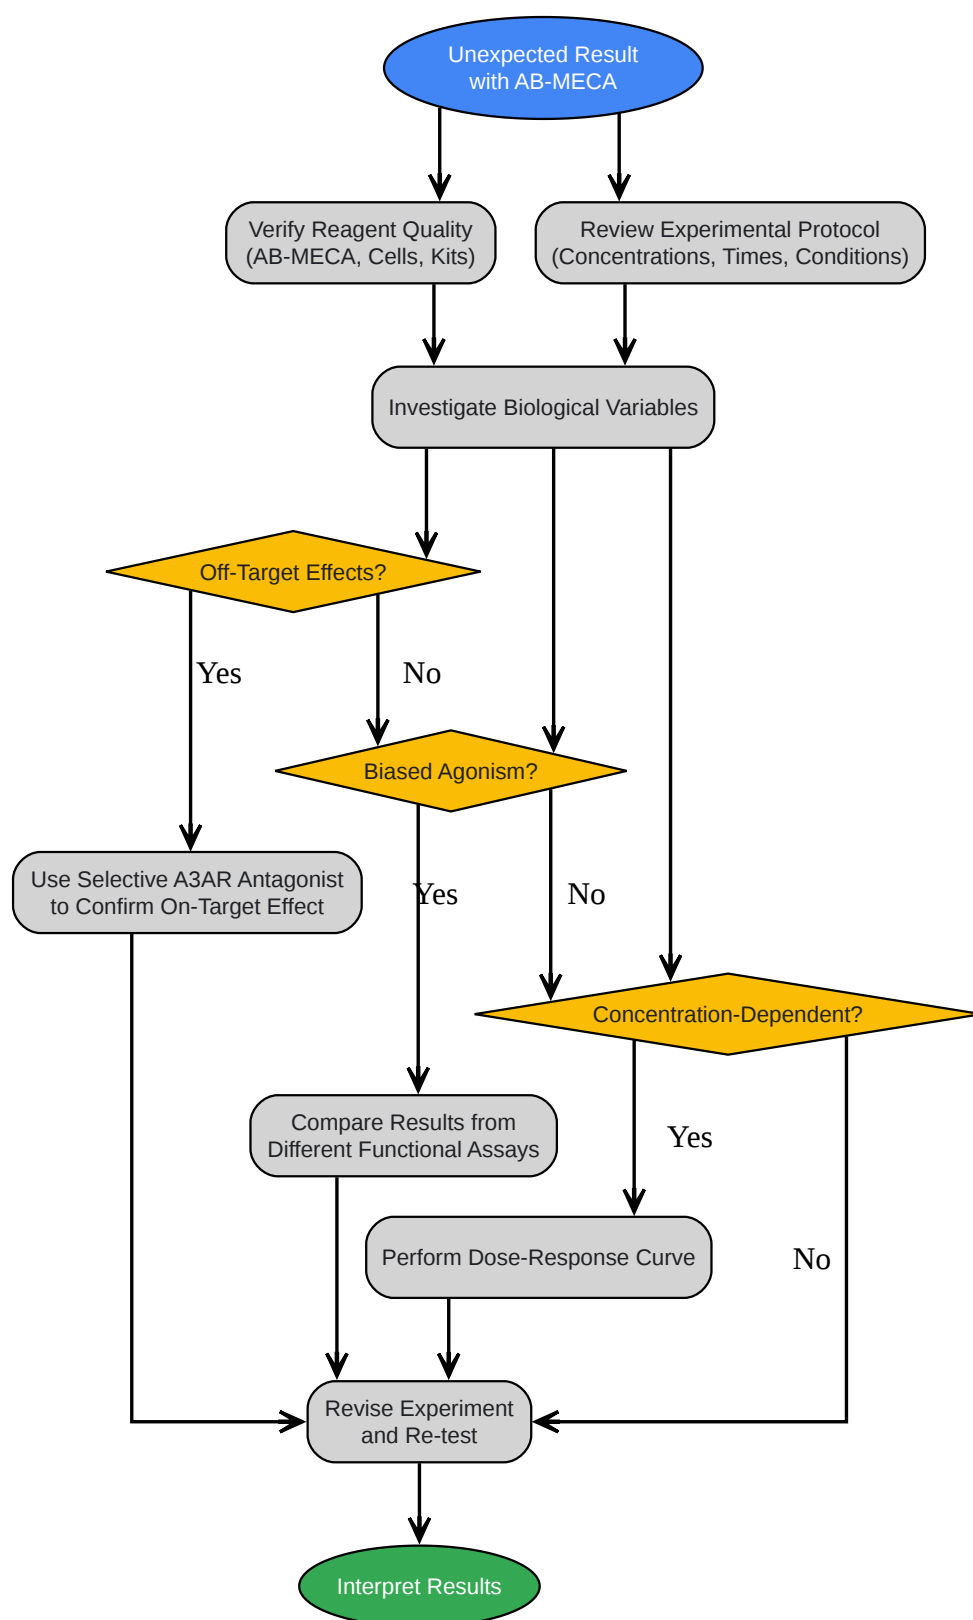 Unexpected Result
with AB-MECA
Verify Reagent Quality
(AB-MECA, Cells, Kits)
Review Experimental Protocol
(Concentrations, Times, Conditions)
Investigate Biological Variables
Off-Target Effects?
Yes
No
Biased Agonism?
Use Selective A3AR Antagonist
to Confirm On-Target Effect
Yes
No
Concentration-Dependent?
Compare Results from
Different Functional Assays
Yes
Perform Dose-Response Curve
No
Revise Experiment
and Re-test
Interpret Results